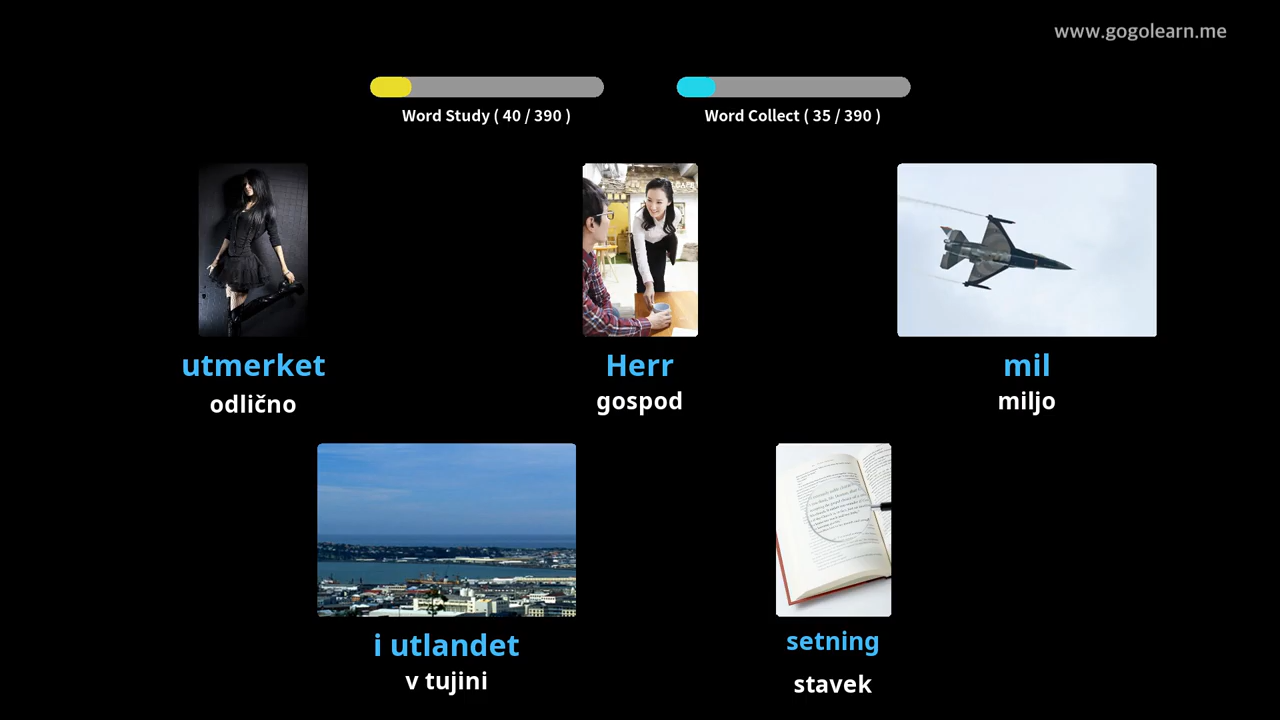 www.gogolearn.me
Word Study ( 40 / 390 )
Word Collect ( 35 / 390 )
utmerket
odlično
Herr
gospod
mil
miljo
i utlandet
v tujini
setning
stavek